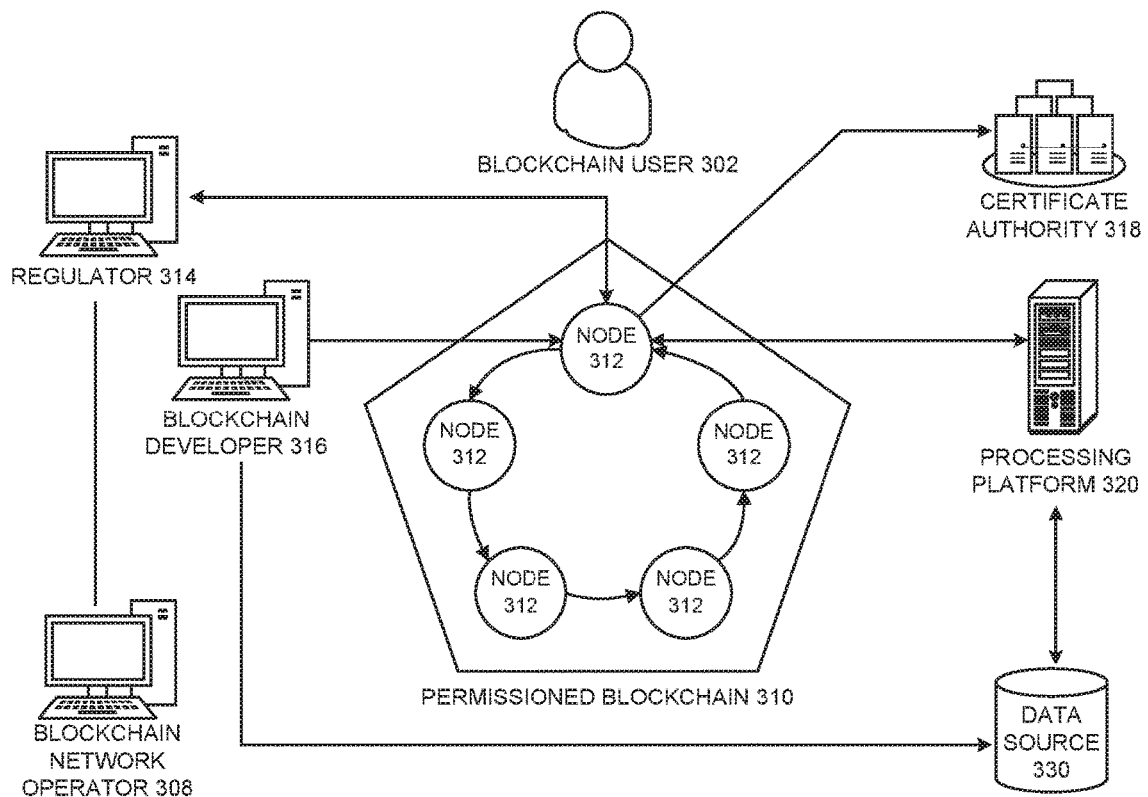 BLOCKCHAIN USER 302
CERTIFICATE
AUTHORITY 318
REGULATOR 314
NODE
312
BLOCKCHAIN
DEVELOPER 316
NODE
312
NODE
312
PROCESSING
PLATFORM 320
NODE
312
NODE
312
PERMISSIONED BLOCKCHAIN 310
BLOCKCHAIN
NETWORK
OPERATOR 308
DATA
SOURCE
330